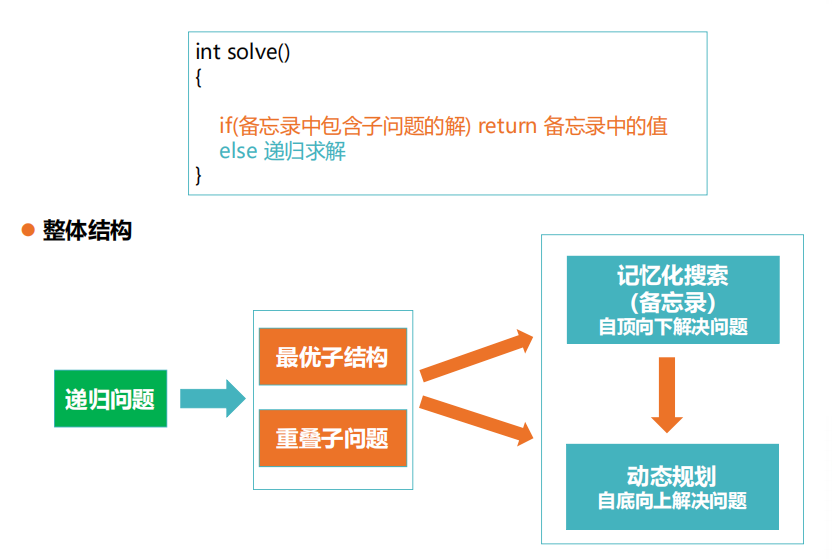 int solve()
{
if(备忘录中包含子问题的解) return 备忘录中的值
else 递归求解
}
整体结构
递归问题
最优子结构
重叠子问题
记忆化搜索
(备忘录)
自顶向下解决问题
动态规划
自底向上解决问题